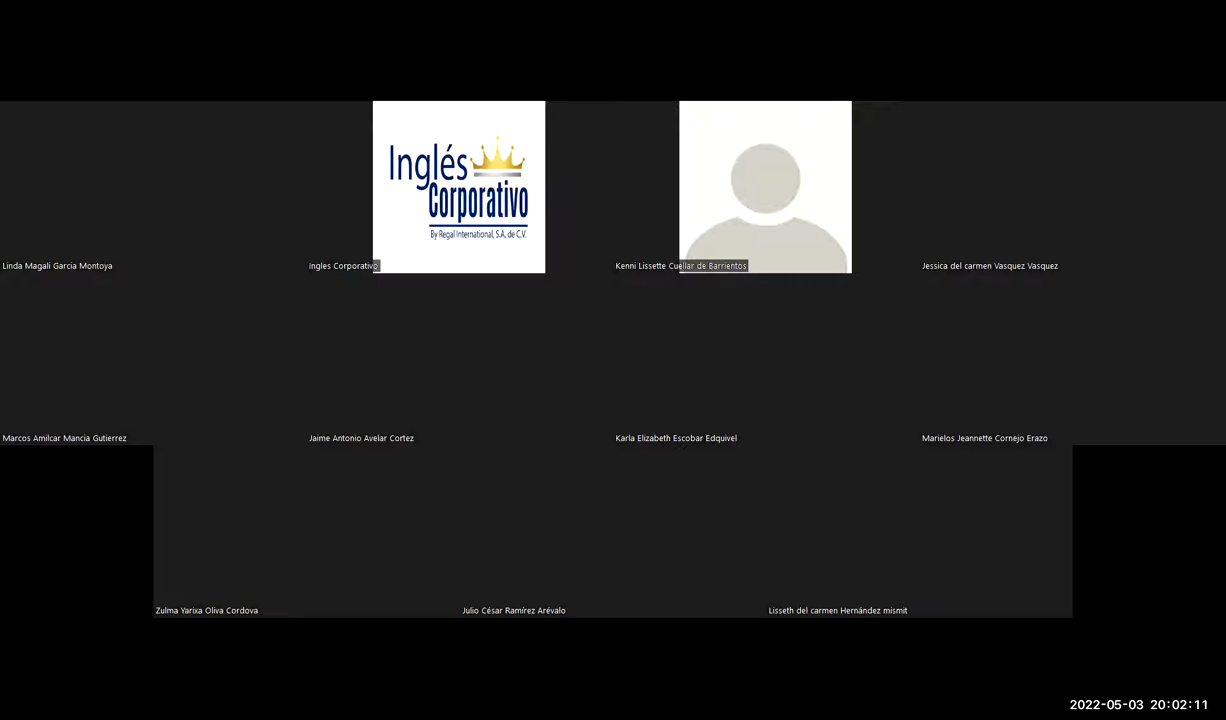 Inglés
Corporativo
By Regal International, S.A. de C.V.
Linda Magali Garcia Montoya
Ingles Corporativo
Kenni Lissette Cuellar de Barrientos
Jessica del carmen Vasquez Vasquez
Marcos Amilcar Mancia Gutierrez
Jaime Antonio Avelar Cortez
Karla Elizabeth Escobar Edquivel
Marielos Jeannette Cornejo Erazo
Zulma Yarixa Oliva Cordova
Julio César Ramírez Arévalo
Lisseth del carmen Hernández mismit
2022-05-03 20:02:11